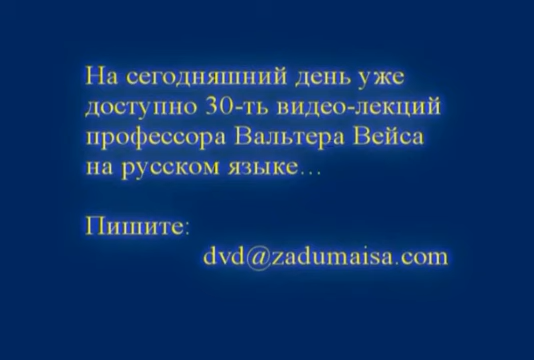 На сегодняшний день уже
доступно 30-ть видео-лекций
профессора Вальтера Вейса
на русском языке...
Пишите:
dvd@zadumaisa.com